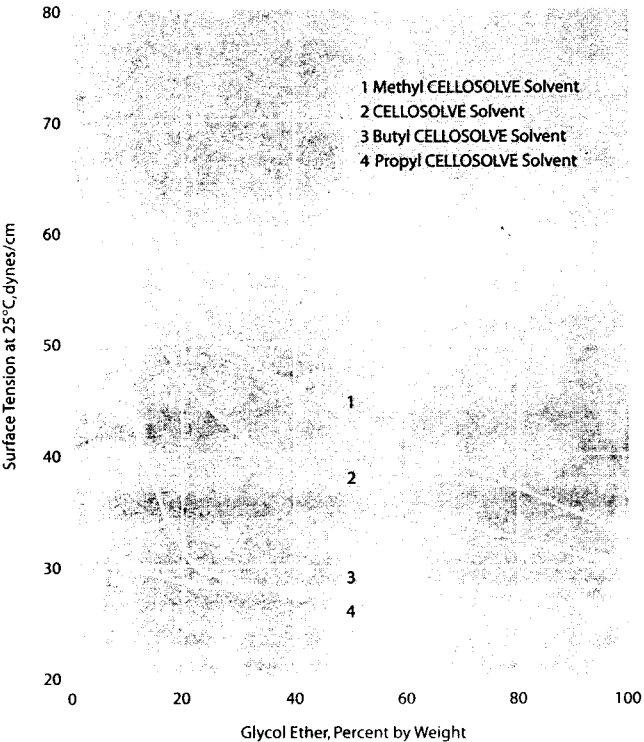 80
1 Methyl CELLOSOLVE Solvent
2 CELLOSOLVE Solvent
70
3 Butyl CELLOSOLVE Solvent
4 Propyl CELLOSOLVE Solvent
60
Surface Tension at 25°C, dynes/cm
50
1
40
2
30
3
4
20
0 20 40 60 80 100
Glycol Ether, Percent by Weight